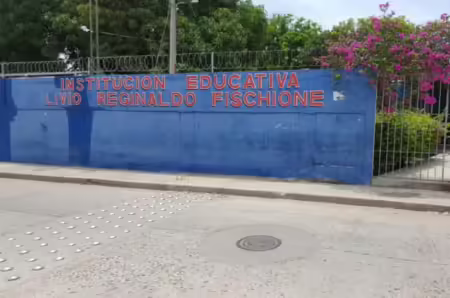 INSTITUCION EDUCATIVA
LIVIO REGINALDO FISCHIONE